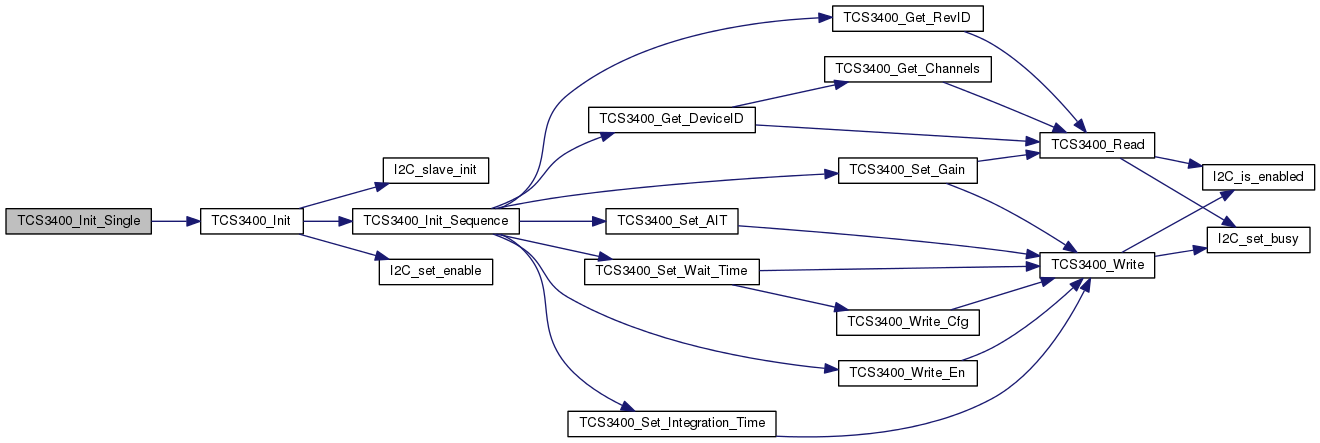 TCS3400_Init_Single
TCS3400_Init
I2C_slave_init
TCS3400_Init_Sequence
I2C_set_enable
TCS3400_Get_RevID
TCS3400_Get_Channels
TCS3400_Get_DeviceID
TCS3400_Set_Gain
TCS3400_Set_AIT
TCS3400_Set_Wait_Time
TCS3400_Write_Cfg
TCS3400_Write_En
TCS3400_Set_Integration_Time
TCS3400_Read
TCS3400_Write
I2C_is_enabled
I2C_set_busy